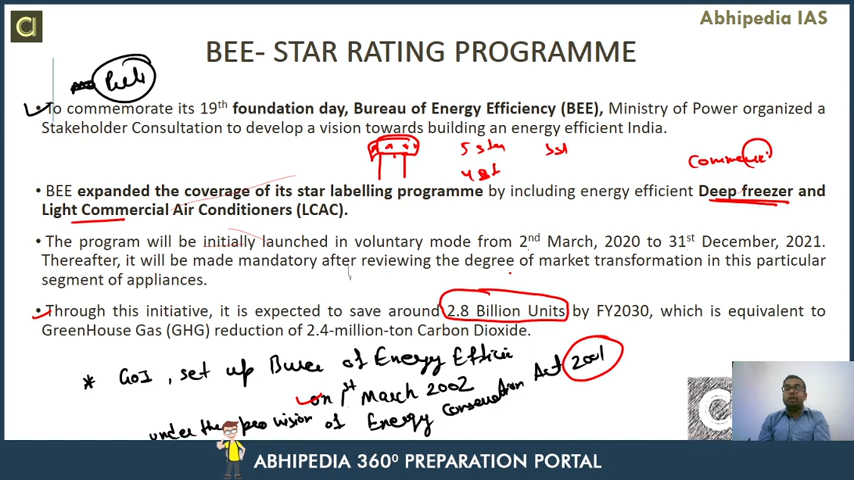 Abhipedia IAS
BEE- STAR RATING PROGRAMME
• To commemorate its 19th foundation day, Bureau of Energy Efficiency (BEE), Ministry of Power organized a
Stakeholder Consultation to develop a vision towards building an energy efficient India.
5 star
4 st
• BEE expanded the coverage of its star labelling programme by including energy efficient Deep freezer and
Light Commercial Air Conditioners (LCAC).
• The program will be initially launched in voluntary mode from 2nd March, 2020 to 31st December, 2021.
Thereafter, it will be made mandatory after reviewing the degree of market transformation in this particular
segment of appliances.
• Through this initiative, it is expected to save around 2.8 Billion Units by FY2030, which is equivalent to
GreenHouse Gas (GHG) reduction of 2.4-million-ton Carbon Dioxide.
* GOI, set up of Energy
on 1st March 2002
under the provision of Energy Conservation Act 2001
ABHIPEDIA 360⁰ PREPARATION PORTAL